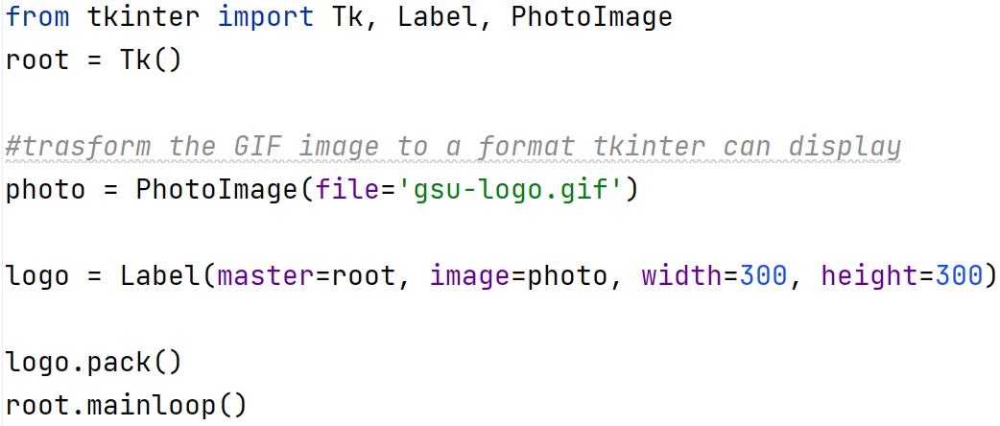 from tkinter import Tk, Label, PhotoImage
root = Tk()
#trasform the GIF image to a format tkinter can display
photo = PhotoImage(file='gsu-logo.gif')
logo = Label(master=root, image=photo, width=300, height=300)
logo.pack()
root.mainloop()